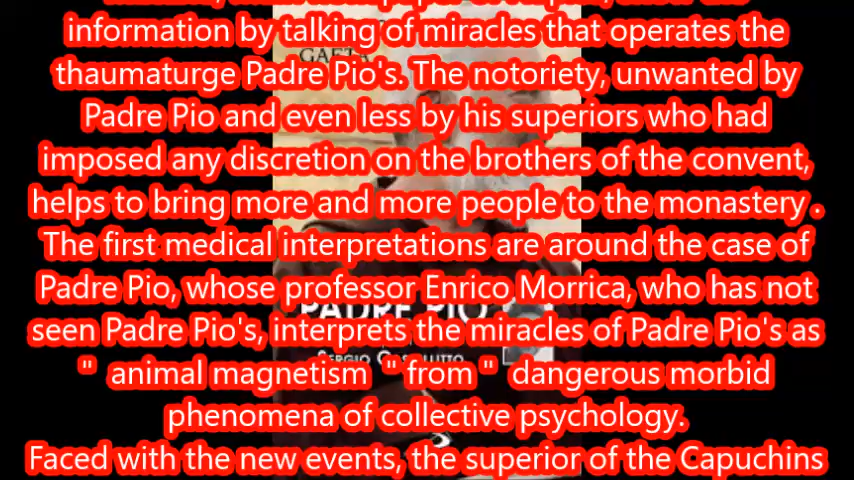 information by talking of miracles that operates the
GAETA
thaumaturge Padre Pio's. The notoriety, unwanted by
Padre Pio and even less by his superiors who had
imposed any discretion on the brothers of the convent,
helps to bring more and more people to the monastery .
The first medical interpretations are around the case of
Padre Pio, whose professor Enrico Morrica, who has not
PADRE PIO
seen Padre Pio's, interprets the miracles of Padre Pio's as
" animal magnetism " from " dangerous morbid
phenomena of collective psychology.
Faced with the new events, the superior of the Capuchins